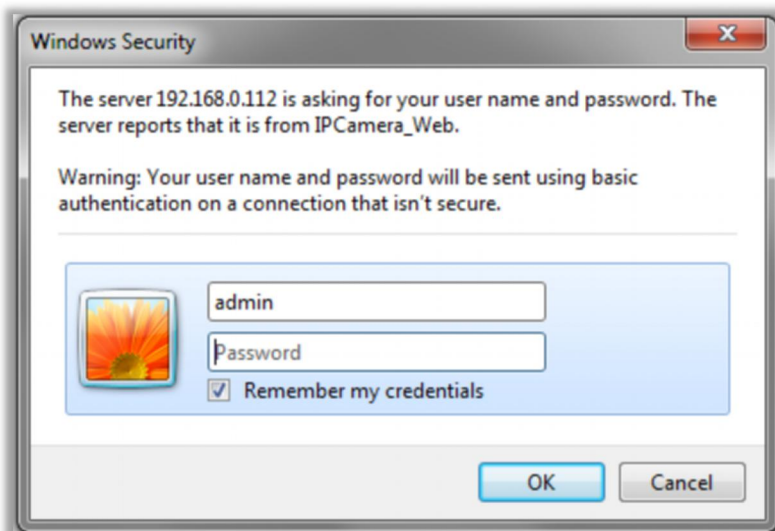 Windows Security
The server 192.168.0.112 is asking for your user name and password. The
server reports that it is from IPCamera_Web.
Warning: Your user name and password will be sent using basic
authentication on a connection that isn't secure.
admin
Password
Remember my credentials
OK
Cancel